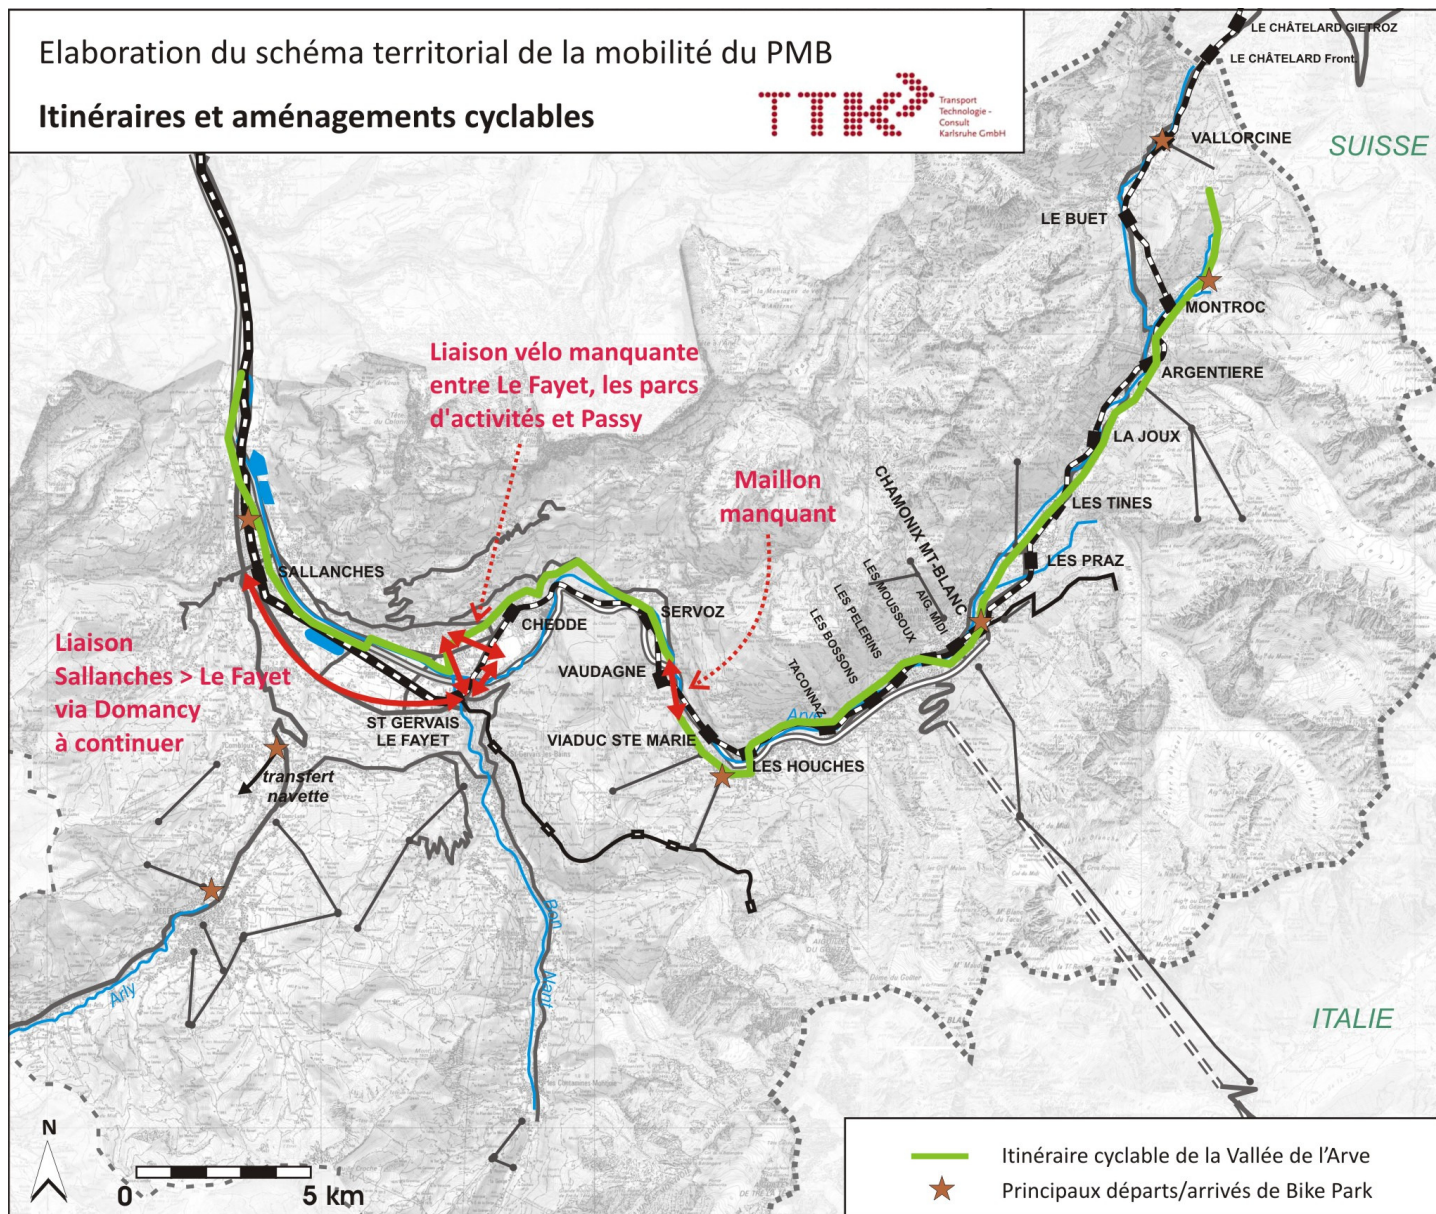 Elaboration du schéma territorial de la mobilité du PMB
Itinéraires et aménagements cyclables
TTK
Transport
Technologie -
Consult
Karlsruhe GmbH
LE CHÂTELARD GIETROZ
LE CHÂTELARD Front.
VALLORCINE
SUISSE
LE BUET
MONTROC
ARGENTIERE
LA JOUX
LES TINES
LES PRAZ
CHAMONIX MT-BLANC
AIG. MIDI
LES MOUSSOUX
LES PELERINS
LES BOSSONS
TACONNAZ
Liaison vélo manquante
entre Le Fayet, les parcs
d'activités et Passy
Maillon
manquant
SALLANCHES
CHEDDE
SERVOZ
VAUDAGNE
Liaison
Sallanches > Le Fayet
via Domancy
à continuer
ST GERVAIS
LE FAYET
VIADUC STE MARIE
Arve
LES HOUCHES
transfert
navette
Bon
Nant
Arly
ITALIE
N
0 5 km
Itinéraire cyclable de la Vallée de l'Arve
Principaux départs/arrivés de Bike Park